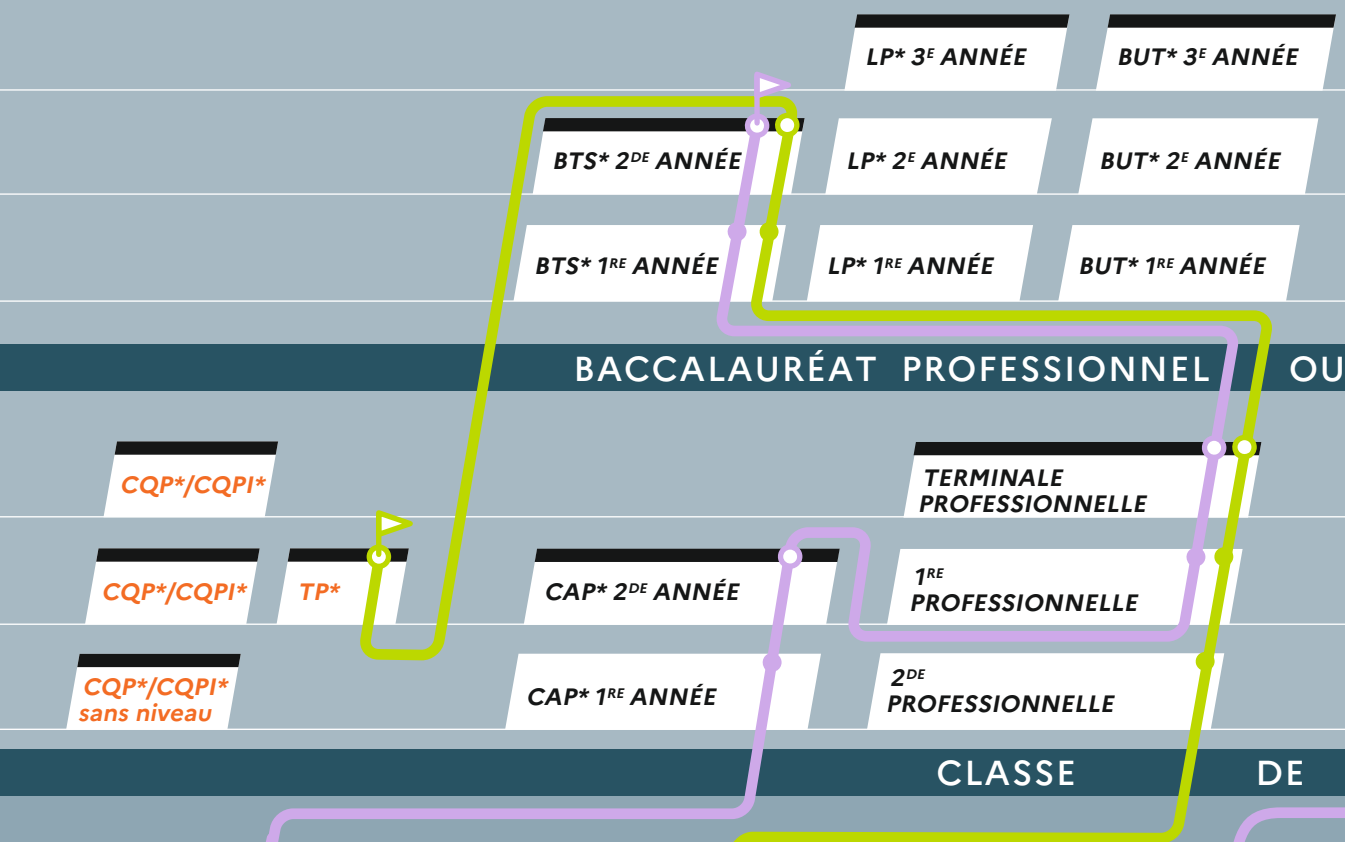 LP* 3E ANNÉE
BUT* 3E ANNÉE
BTS* 2DE ANNÉE
LP* 2E ANNÉE
BUT* 2E ANNÉE
BTS* 1RE ANNÉE
LP* 1RE ANNÉE
BUT* 1RE ANNÉE
BACCALAURÉAT PROFESSIONNEL OU
CQP*/CQPI*
TERMINALE
PROFESSIONNELLE
CQP*/CQPI*
TP*
CAP* 2DE ANNÉE
1RE
PROFESSIONNELLE
CQP*/CQPI*
sans niveau
CAP* 1RE ANNÉE
2DE
PROFESSIONNELLE
CLASSE DE